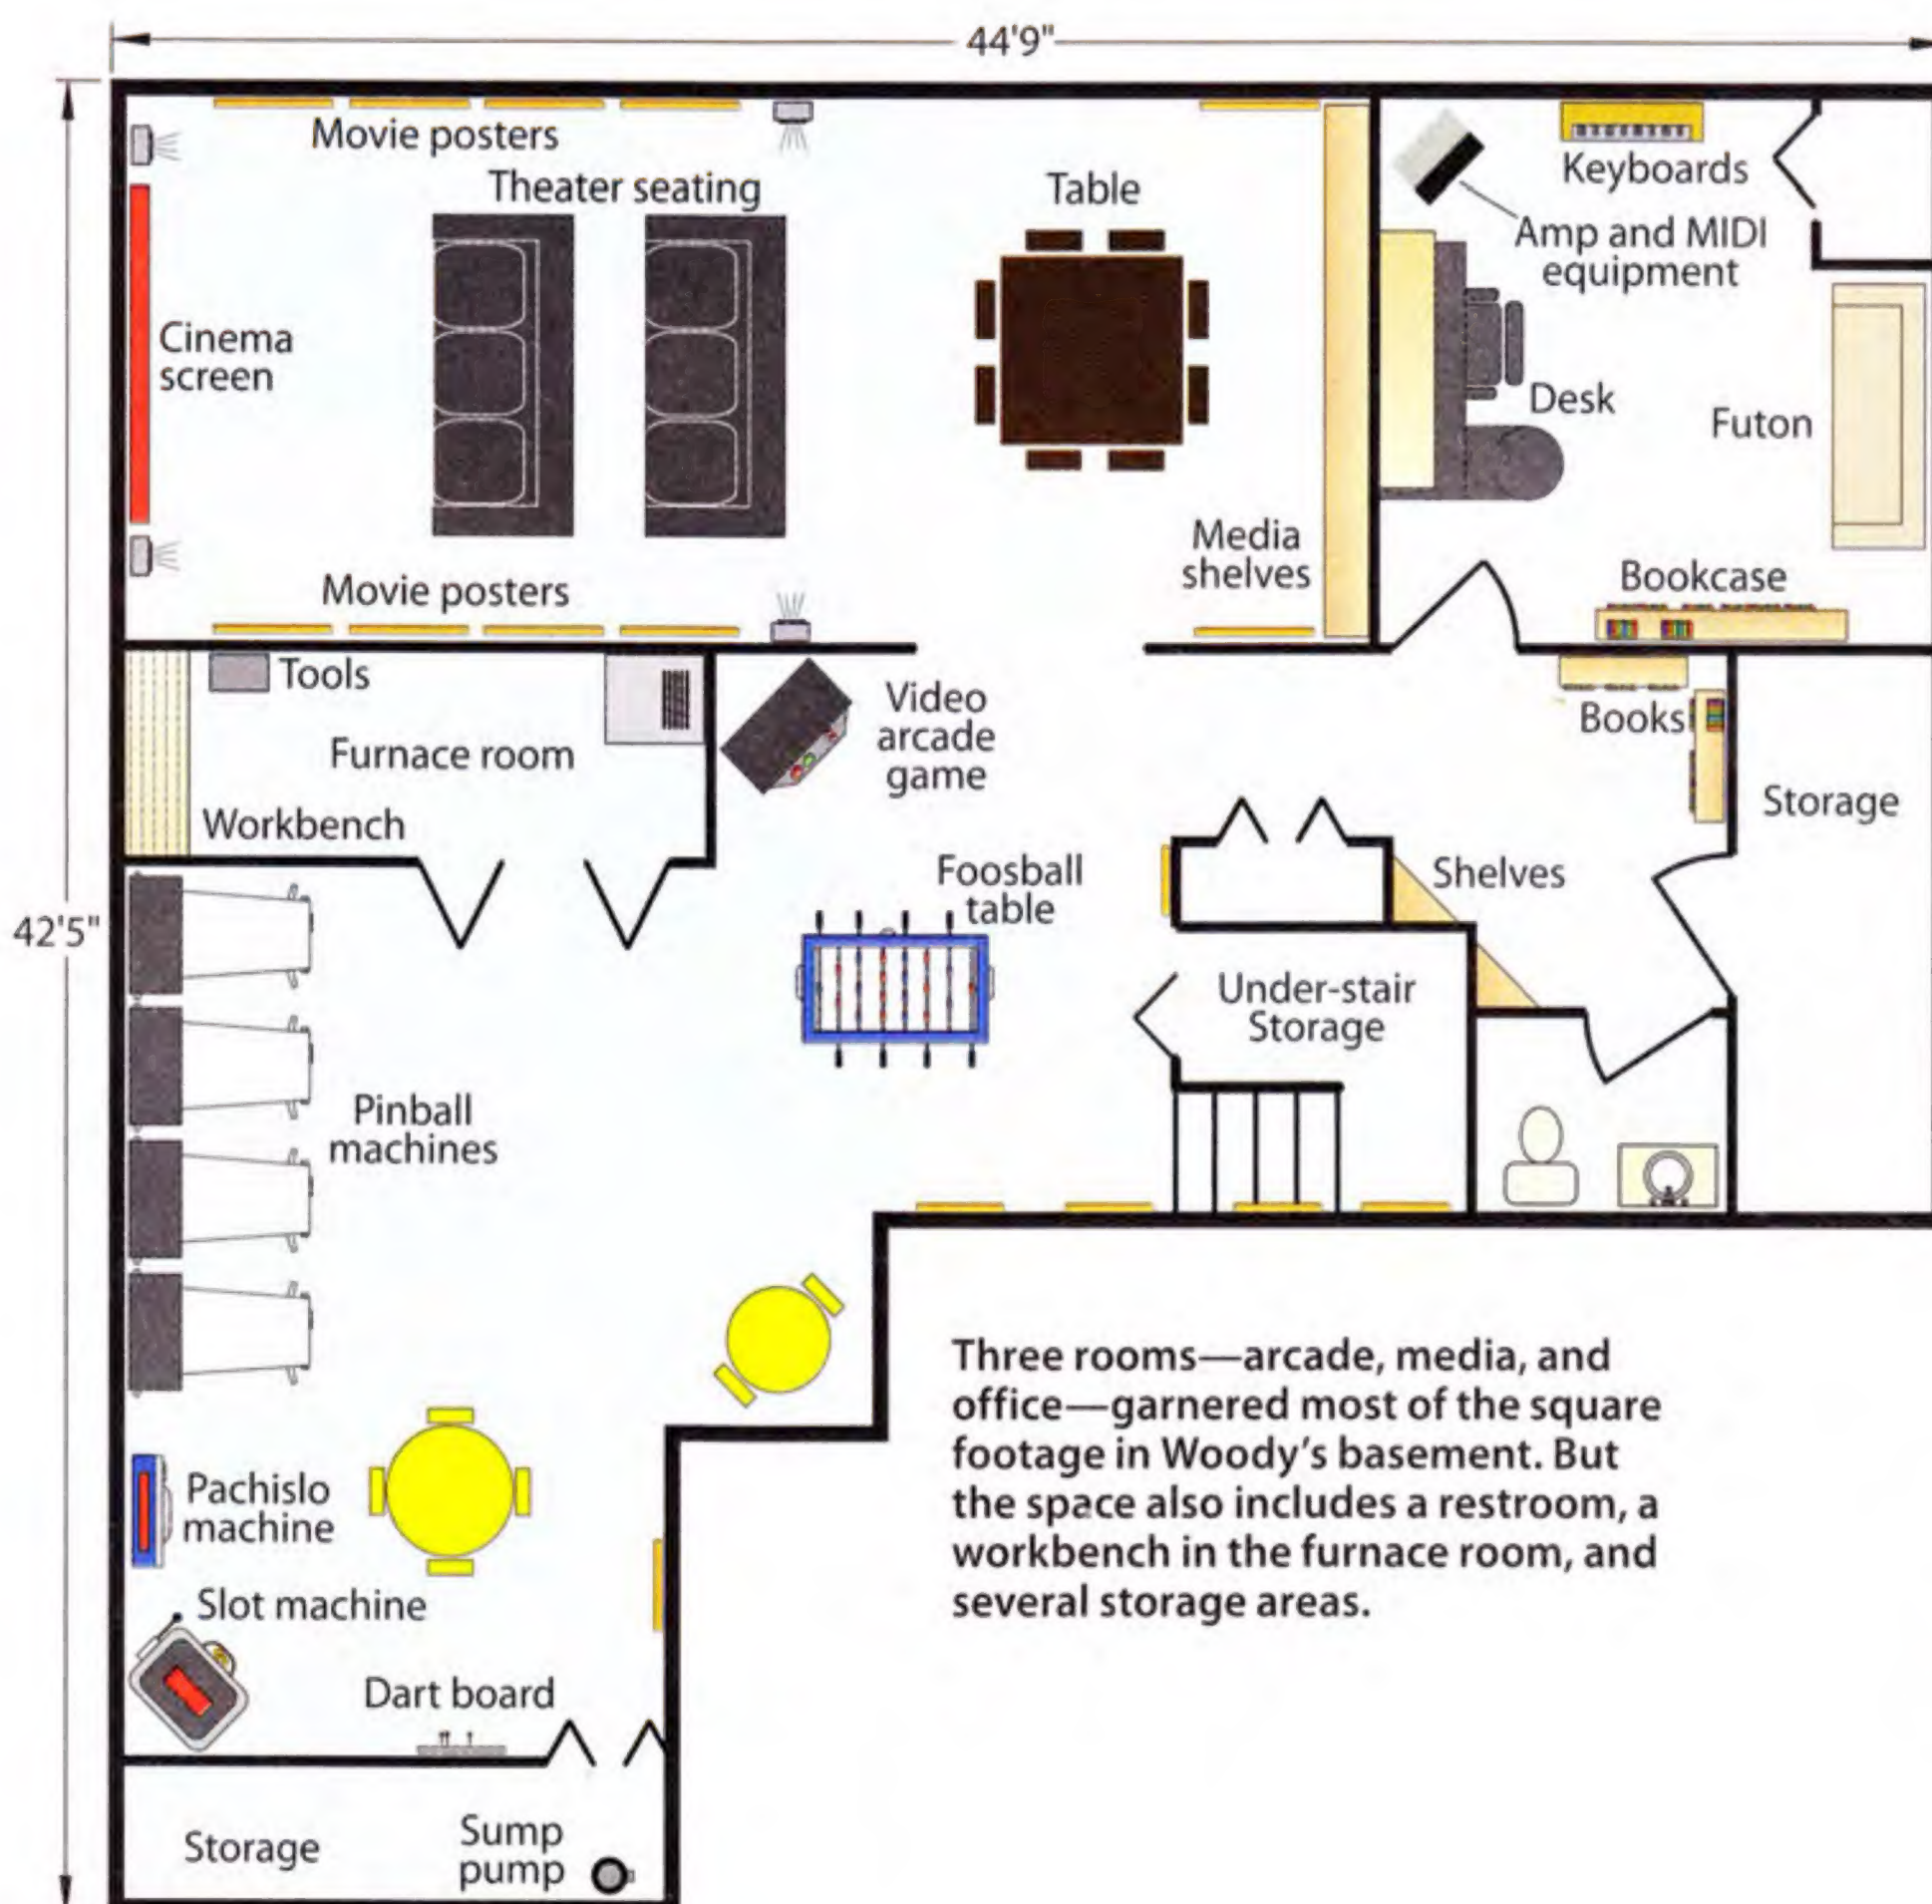 44'9"
Movie posters
Theater seating
Table
Keyboards
Amp and MIDI
equipment
Cinema
screen
Desk
Futon
Media
shelves
Movie posters
Bookcase
Tools
Furnace room
Workbench
Video
arcade
game
Books
Storage
42'5"
Foosball
table
Shelves
Under-stair
Storage
Pinball
machines
Three rooms—arcade, media, and
office—garnered most of the square
footage in Woody's basement. But
the space also includes a restroom, a
workbench in the furnace room, and
several storage areas.
Pachislo
machine
Slot machine
Dart board
Storage
Sump
pump